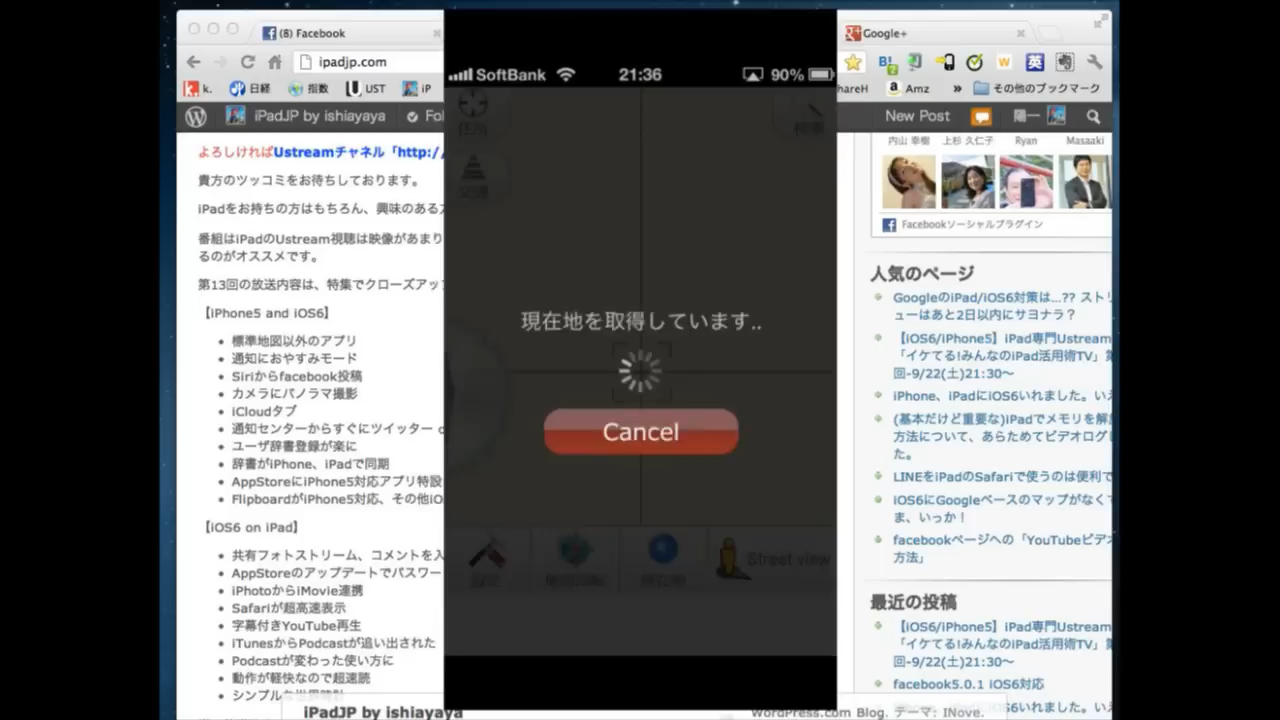 (8) Facebook
Google+
ipadjp.com
k.
日経
指数
UST
iP
hareH
Amz
»
その他のブックマーク
iPadJP by ishiayaya
Fol
New Post
陽一
よろしければUstreamチャネル「http:/
貴方のツッコミをお待ちしております。
iPadをお持ちの方はもちろん、興味のある方
番組はiPadのUstream視聴は映像があまり
るのがオススメです。
第13回の放送内容は、特集でクローズアッ
【iPhone5 and iOS6】
標準地図以外のアプリ
通知におやすみモード
Siriからfacebook投稿
カメラにパノラマ撮影
iCloudタブ
通知センターからすぐにツイッター
ユーザ辞書登録が楽に
辞書がiPhone、iPadで同期
AppStoreにiPhone5対応アプリ特設
FlipboardがiPhone5対応、その他iO
【iOS6 on iPad】
共有フォトストリーム、コメントを入
AppStoreのアップデートでパスワー
iPhotoからiMovie連携
Safariが超高速表示
字幕付きYouTube再生
iTunesからPodcastが追い出された
Podcastが変わった使い方に
動作が軽快なので超速読
シンプルな世界時計
iPadJP by ishiayaya
SoftBank
21:36
90%
現在地を取得しています..
Cancel
Street view
内山 幸樹
上杉 久仁子
Ryan
Masaaki
Facebookソーシャルプラグイン
人気のページ
GoogleのiPad/iOS6対策は...?? ストリ
ューはあと2日以内にサヨナラ？
【iOS6/iPhone5】iPad専門Ustream
「イケてる!みんなのiPad活用術TV」第
回-9/22(土)21:30～
iPhone、iPadにiOS6いれました。いえ
(基本だけど重要な)iPadでメモリを解
方法について、あらためてビデオログし
た。
LINEをiPadのSafariで使うのは便利で
iOS6にGoogleベースのマップがなくて
ま、いっか！
facebookページへの「YouTubeビデオ
方法」
最近の投稿
【iOS6/iPhone5】iPad専門Ustream
「イケてる!みんなのiPad活用術TV」第
回-9/22(土)21:30～
facebook5.0.1 iOS6対応
WordPress.com Blog. テーマ: INove.